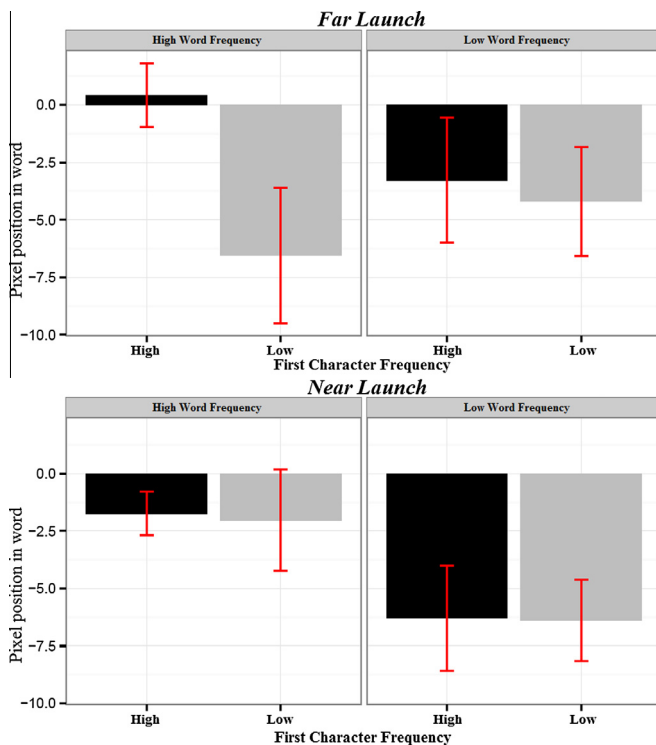 Far Launch
High Word Frequency
Low Word Frequency
Pixel position in word
0.0
−2.5
−5.0
−7.5
−10.0
High
Low
High
Low
First Character Frequency
Near Launch
High Word Frequency
Low Word Frequency
Pixel position in word
0.0
−2.5
−5.0
−7.5
−10.0
High
Low
High
Low
First Character Frequency